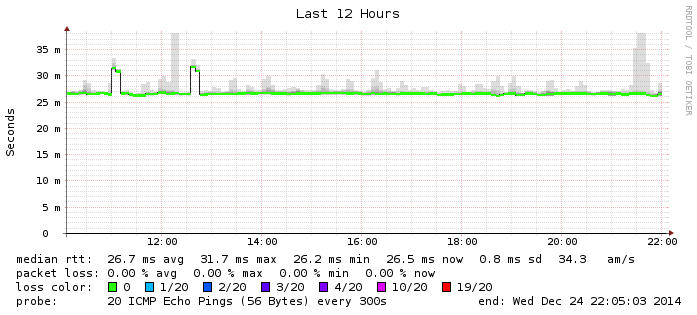 Last 12 Hours
RRDTOOL / TOBI OETIKER
Seconds
35 m
30 m
25 m
20 m
15 m
10 m
5 m
0
12:00 14:00 16:00 18:00 20:00 22:00
median rtt: 26.7 ms avg 31.7 ms max 26.2 ms min 26.5 ms now 0.8 ms sd 34.3 am/s
packet loss: 0.00 % avg 0.00 % max 0.00 % min 0.00 % now
loss color: 0 1/20 2/20 3/20 4/20 10/20 19/20
probe: 20 ICMP Echo Pings (56 Bytes) every 300s end: Wed Dec 24 22:05:03 2014